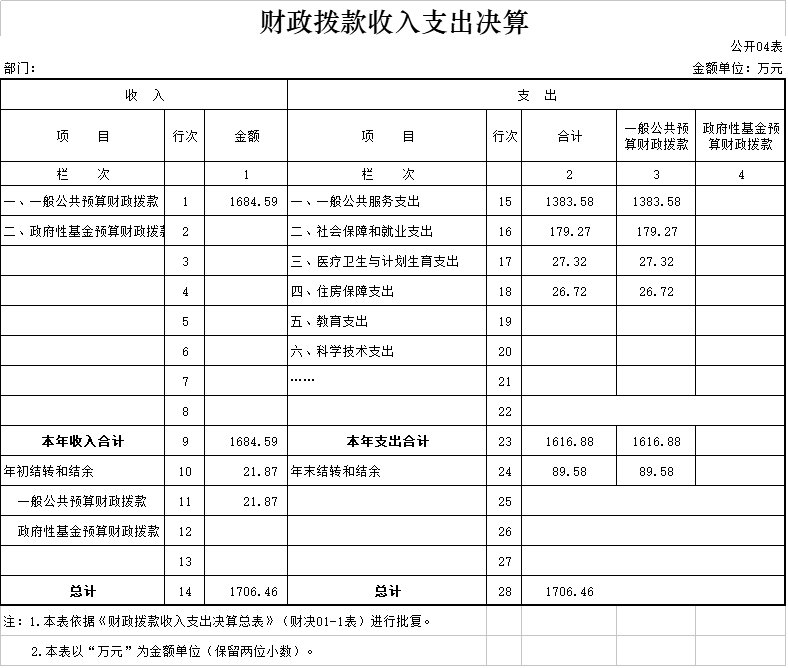 财政拨款收入支出决算
公开04表
部门： 金额单位：万元
收 入 支 出
项 目 行次 金额 项 目 行次 合计 一般公共预算财政拨款 政府性基金预算财政拨款
栏 次 1 栏 次 2 3 4
一、一般公共预算财政拨款 1 1684.59 一、一般公共服务支出 15 1383.58 1383.58
二、政府性基金预算财政拨款 2 二、社会保障和就业支出 16 179.27 179.27
3 三、医疗卫生与计划生育支出 17 27.32 27.32
4 四、住房保障支出 18 26.72 26.72
5 五、教育支出 19
6 六、科学技术支出 20
7 …… 21
8 22
本年收入合计 9 1684.59 本年支出合计 23 1616.88 1616.88
年初结转和结余 10 21.87 年末结转和结余 24 89.58 89.58
一般公共预算财政拨款 11 21.87 25
政府性基金预算财政拨款 12 26
13 27
总计 14 1706.46 总计 28 1706.46
注：1.本表依据《财政拨款收入支出决算总表》（财决01-1表）进行批复。
2.本表以“万元”为金额单位（保留两位小数）。